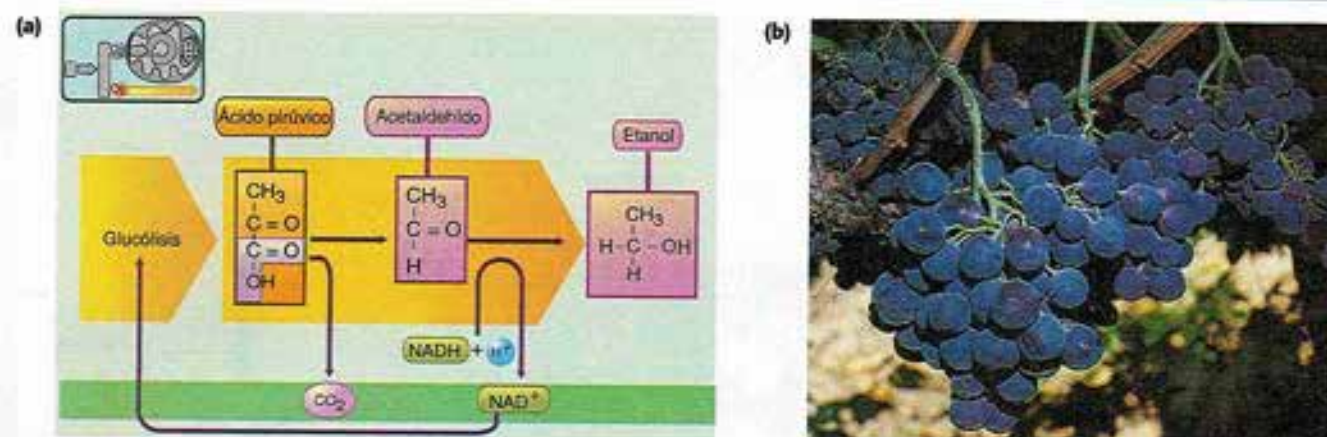 (a)
(b)
Ácido pirúvico
Acetaldehído
Etanol
Glucólisis
CH₃
C = O
C = O
OH
CH₃
C = O
H
CH₃
H - C - OH
H
NADH + H⁺
CO₂
NAD⁺